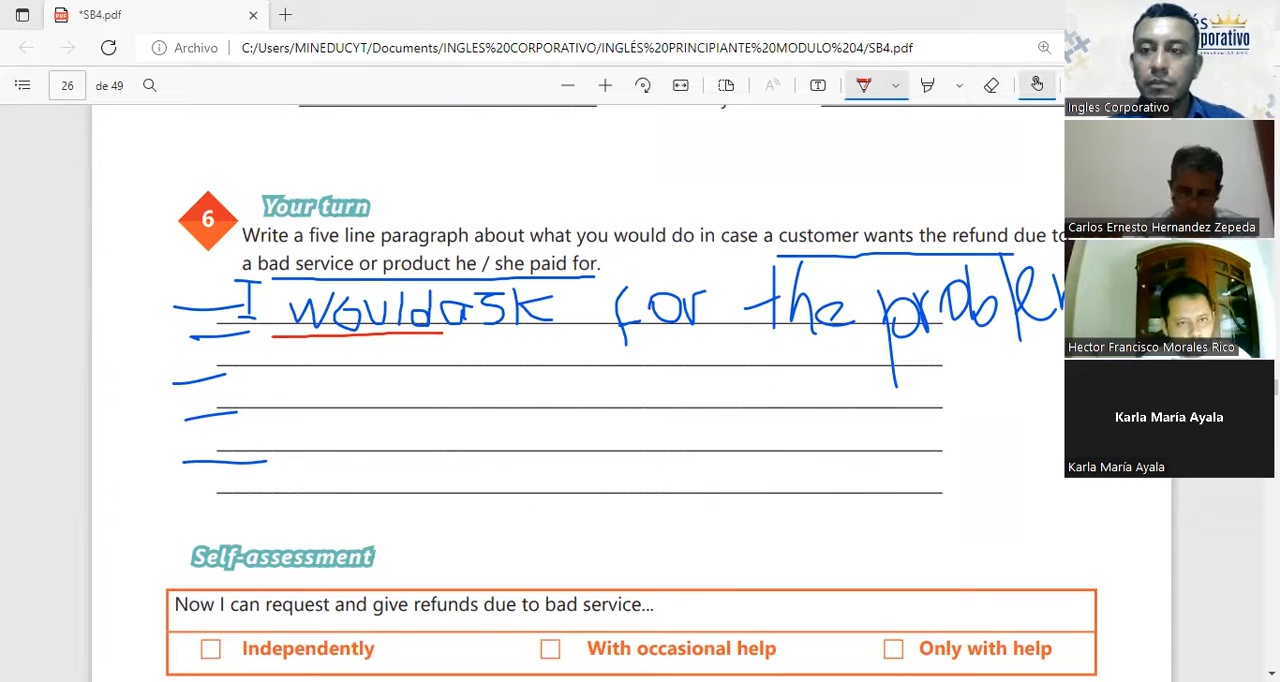 *SB4.pdf
Archivo C:/Users/MINEDUCYT/Documents/INGLES%20CORPORATIVO/INGLÉS%20PRINCIPIANTE%20MODULO%204/SB4.pdf
26 de 49
6 Your turn
Write a five line paragraph about what you would do in case a customer wants the refund due to
a bad service or product he / she paid for.
I would ask for the
Self-assessment
Now I can request and give refunds due to bad service...
Independently With occasional help Only with help
Ingles Corporativo
Carlos Ernesto Hernandez Zepeda
Hector Francisco Morales Rico
Karla María Ayala
Karla María Ayala